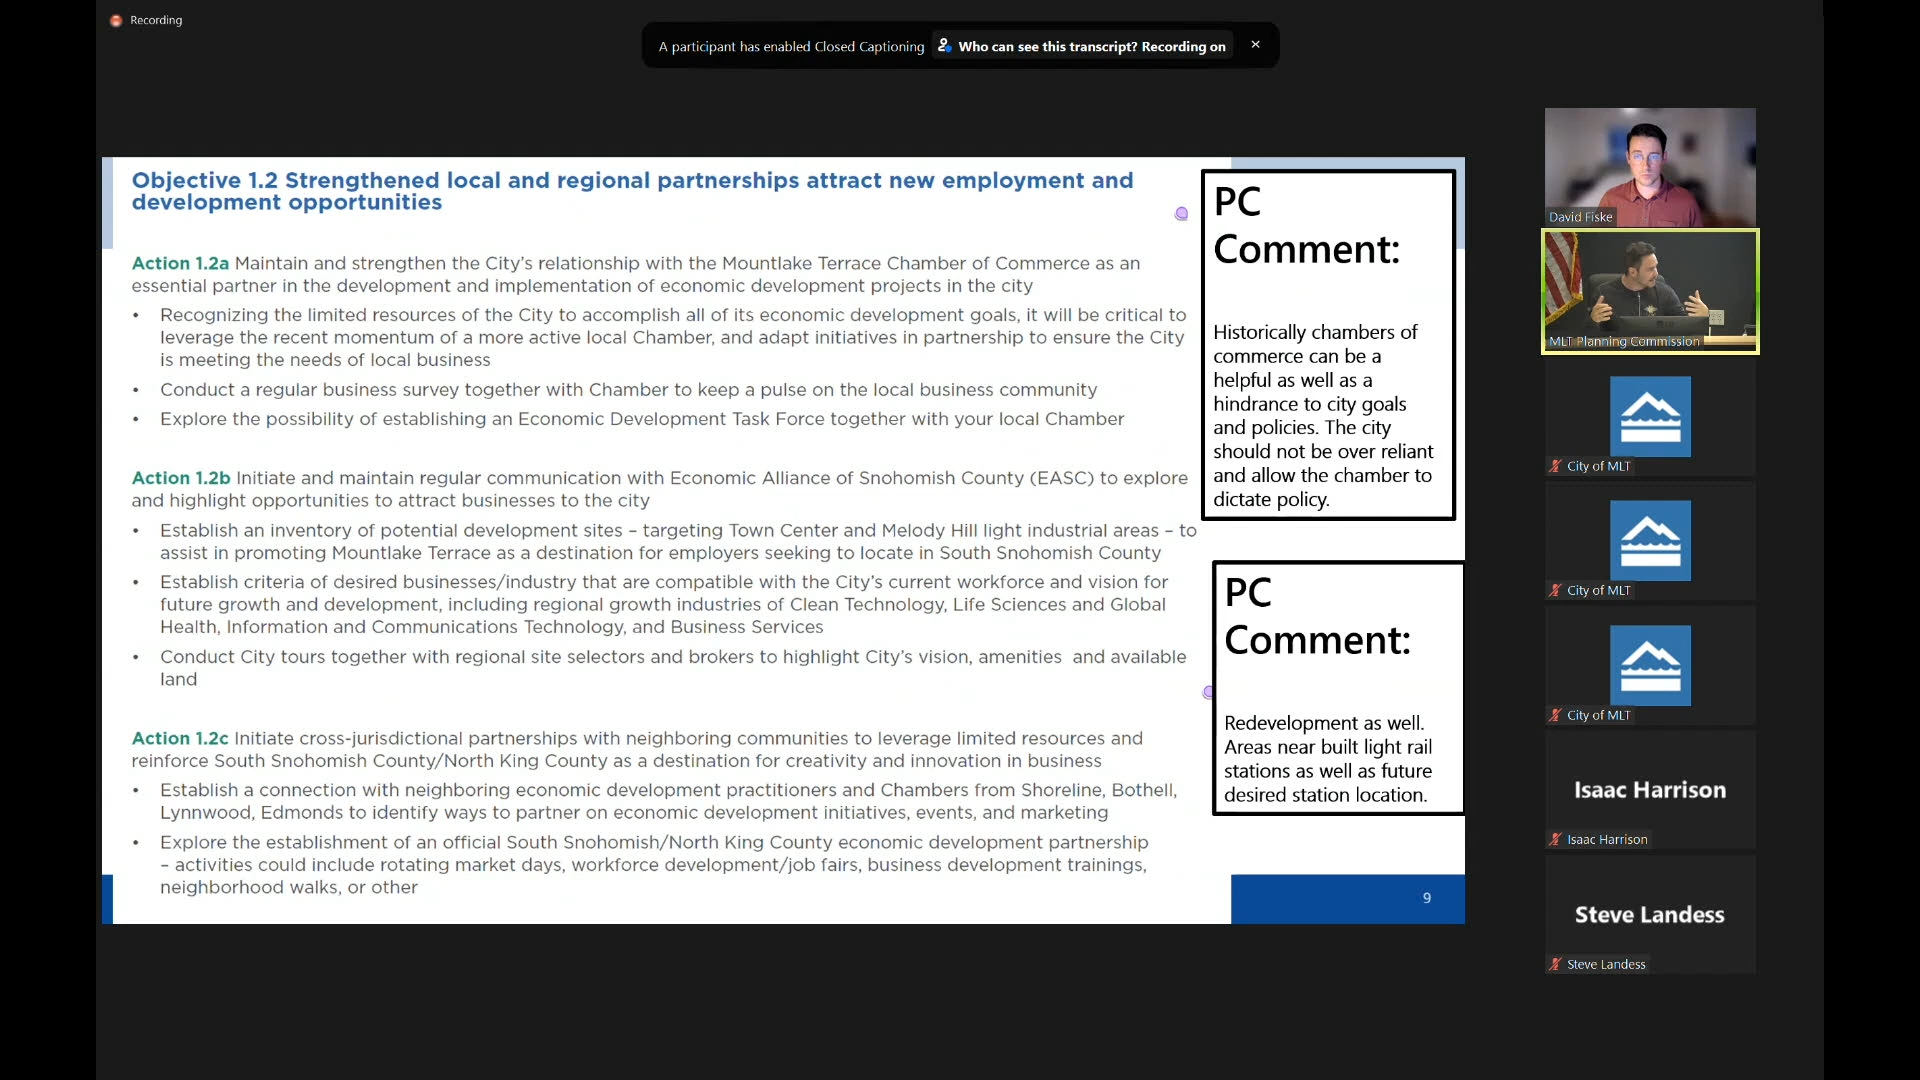 Recording
A participant has enabled Closed Captioning Who can see this transcript? Recording on
Objective 1.2 Strengthened local and regional partnerships attract new employment and
development opportunities
Action 1.2a Maintain and strengthen the City's relationship with the Mountlake Terrace Chamber of Commerce as an
essential partner in the development and implementation of economic development projects in the city
• Recognizing the limited resources of the City to accomplish all of its economic development goals, it will be critical to
leverage the recent momentum of a more active local Chamber, and adapt initiatives in partnership to ensure the City
is meeting the needs of local business
• Conduct a regular business survey together with Chamber to keep a pulse on the local business community
• Explore the possibility of establishing an Economic Development Task Force together with your local Chamber
Action 1.2b Initiate and maintain regular communication with Economic Alliance of Snohomish County (EASC) to explore
and highlight opportunities to attract businesses to the city
• Establish an inventory of potential development sites – targeting Town Center and Melody Hill light industrial areas – to
assist in promoting Mountlake Terrace as a destination for employers seeking to locate in South Snohomish County
• Establish criteria of desired businesses/industry that are compatible with the City's current workforce and vision for
future growth and development, including regional growth industries of Clean Technology, Life Sciences and Global
Health, Information and Communications Technology, and Business Services
• Conduct City tours together with regional site selectors and brokers to highlight City's vision, amenities and available
land
Action 1.2c Initiate cross-jurisdictional partnerships with neighboring communities to leverage limited resources and
reinforce South Snohomish County/North King County as a destination for creativity and innovation in business
• Establish a connection with neighboring economic development practitioners and Chambers from Shoreline, Bothell,
Lynnwood, Edmonds to identify ways to partner on economic development initiatives, events, and marketing
• Explore the establishment of an official South Snohomish/North King County economic development partnership
– activities could include rotating market days, workforce development/job fairs, business development trainings,
neighborhood walks, or other
PC
Comment:
Historically chambers of
commerce can be a
helpful as well as a
hindrance to city goals
and policies. The city
should not be over reliant
and allow the chamber to
dictate policy.
PC
Comment:
Redevelopment as well.
Areas near built light rail
stations as well as future
desired station location.
9
David Fiske
MLT Planning Commission
City of MLT
City of MLT
City of MLT
Isaac Harrison
Isaac Harrison
Steve Landess
Steve Landess